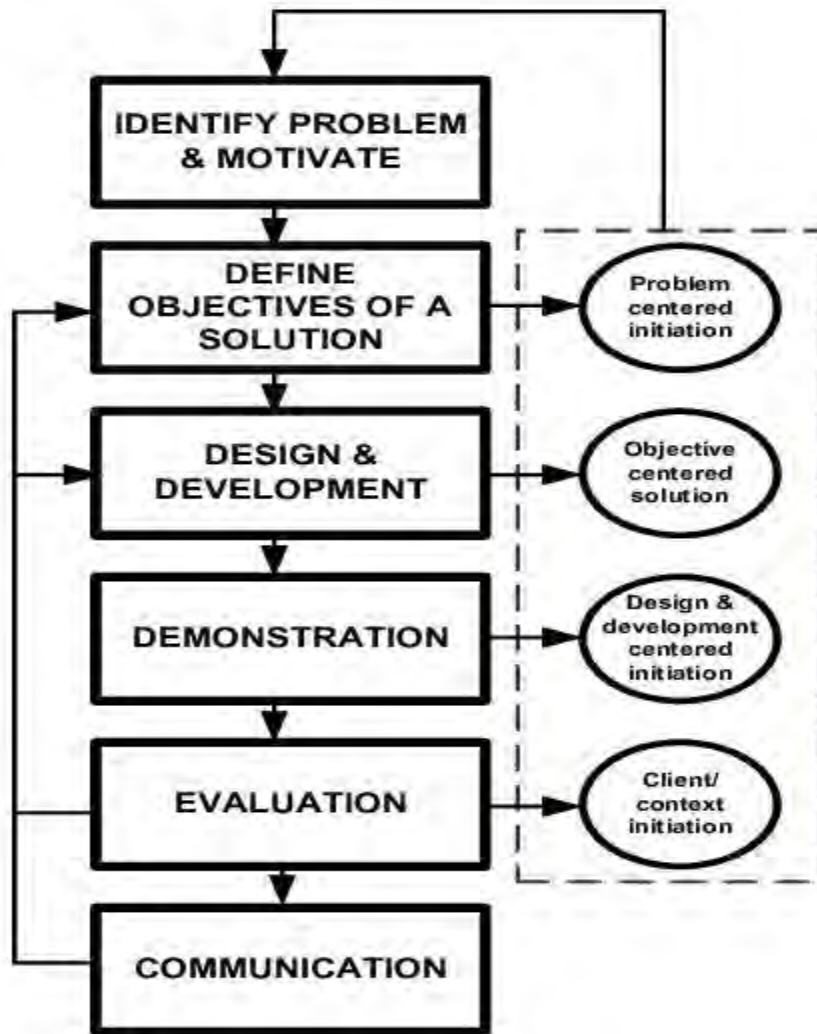 IDENTIFY PROBLEM
& MOTIVATE
DEFINE
OBJECTIVES OF A
SOLUTION
Problem
centered
initiation
DESIGN &
DEVELOPMENT
Objective
centered
solution
DEMONSTRATION
Design &
development
centered
initiation
EVALUATION
Client/
context
initiation
COMMUNICATION